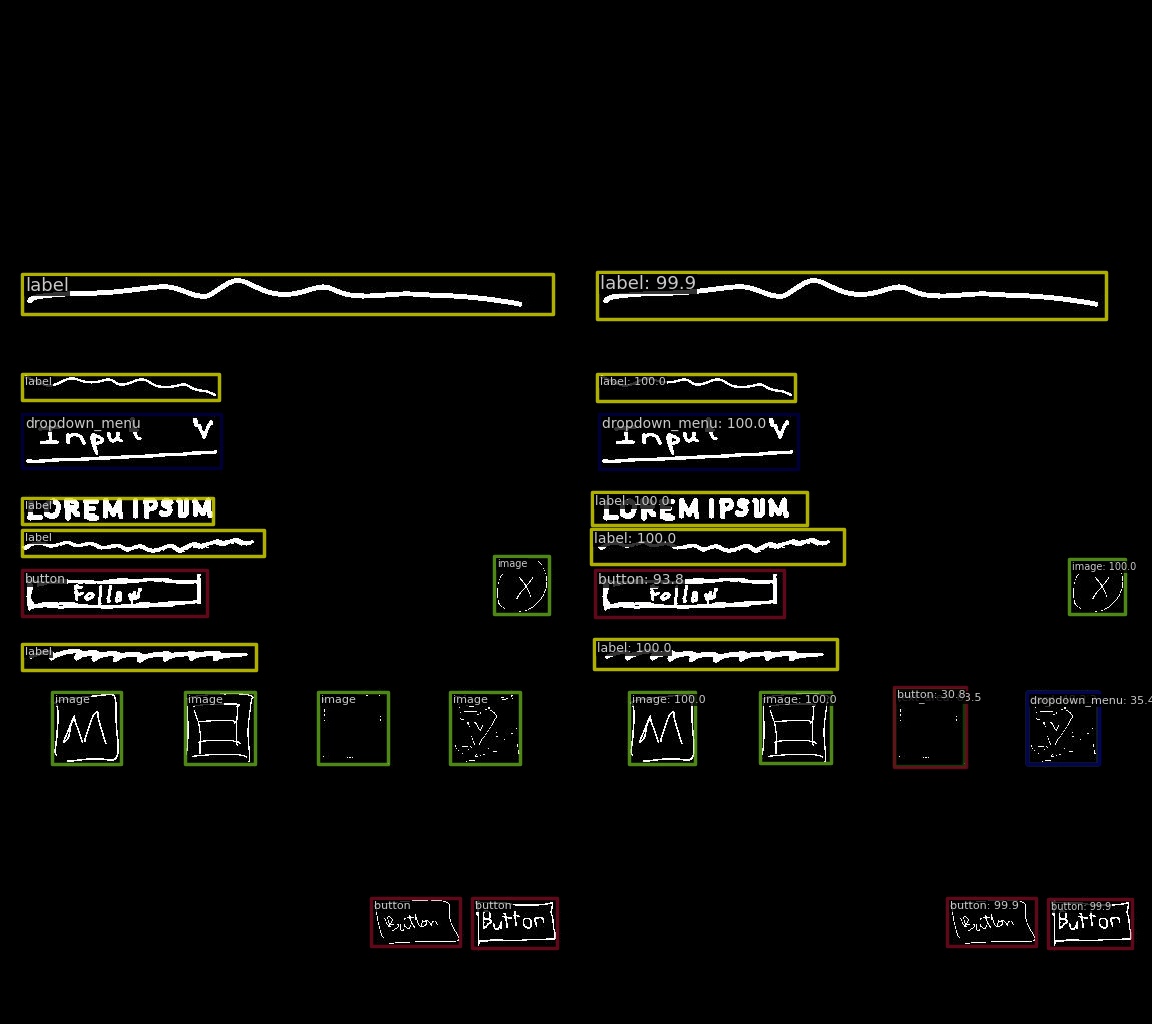 label label: 99.9
label label: 100.0
dropdown_menu dropdown_menu: 100.0
Input V Input V
label label: 100.0
LOREM IPSUM LOREM IPSUM
label label: 100.0
image image: 100.0
X X
button button: 93.8
Follow Follow
label label: 100.0
image image image image image: 100.0 image: 100.0 button: 30.8 3.5 dropdown_menu: 35.4
M M
button button button: 99.9 button: 99.9
Button Button Button Button